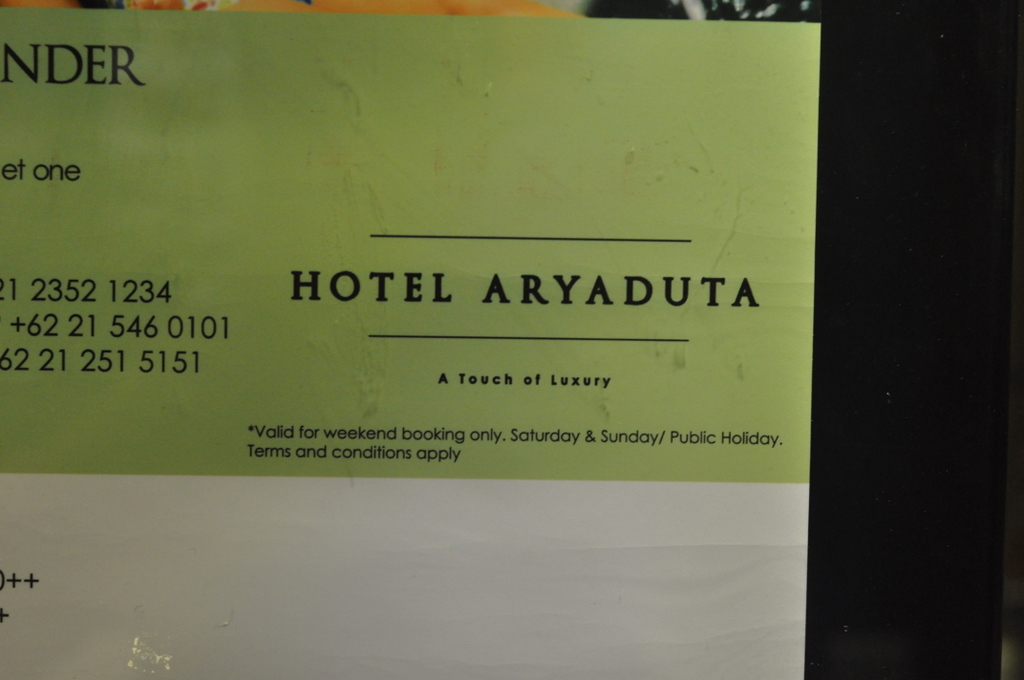 NDER
et one
21 2352 1234
+62 21 546 0101
62 21 251 5151
HOTEL ARYADUTA
A Touch of Luxury
*Valid for weekend booking only. Saturday & Sunday/ Public Holiday.
Terms and conditions apply
++
+